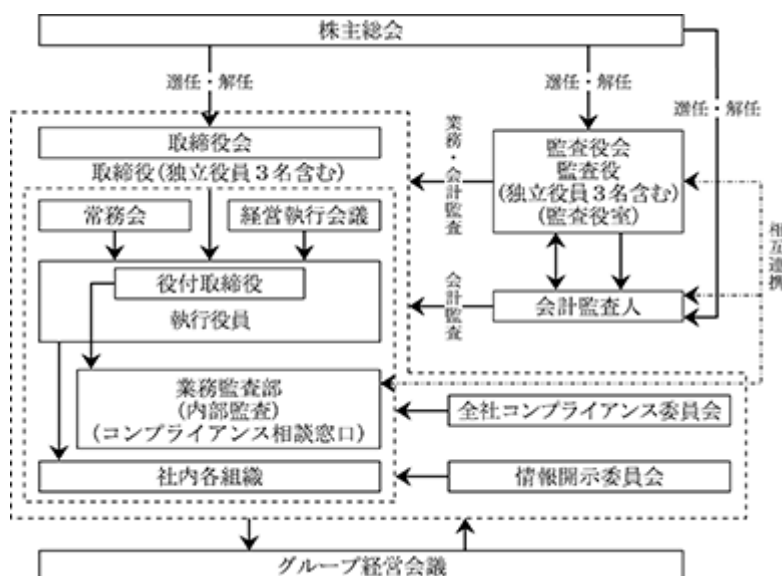 株主総会
選任・解任
選任・解任
選任・解任
取締役会
取締役(独立役員3名含む)
業務・会計監査
監査役会
監査役
(独立役員3名含む)
(監査役室)
常務会
経営執行会議
相互連携
役付取締役
執行役員
会計監査
会計監査人
業務監査部
(内部監査)
(コンプライアンス相談窓口)
全社コンプライアンス委員会
社内各組織
情報開示委員会
グループ経営会議